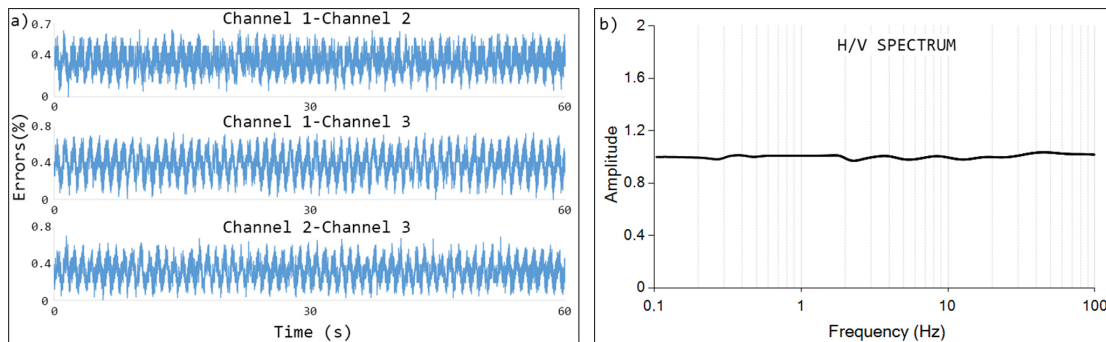 a)
Channel 1-Channel 2
0.7
0.4
0
0 30 60
Channel 1-Channel 3
0.8
0.4
0
0 30 60
Channel 2-Channel 3
0.8
0.4
0
0 30 60
Errors(%)
Time (s)
b)
H/V SPECTRUM
2
1.6
1.2
0.8
0.4
0
0.1 1 10 100
Amplitude
Frequency (Hz)